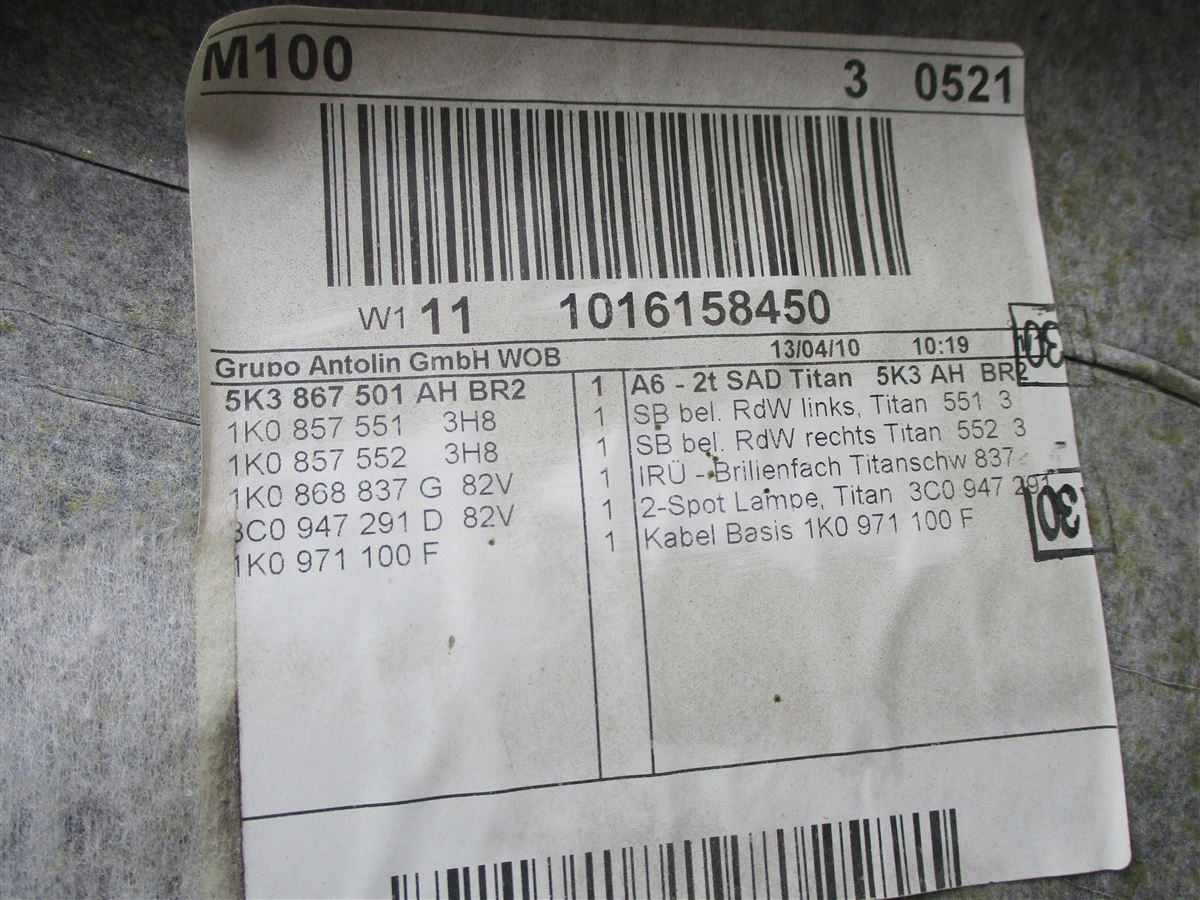 M100 3 0521
W1 11 1016158450
Grupo Antolin GmbH WOB 13/04/10 10:19
5K3 867 501 AH BR2 1 A6 - 2t SAD Titan 5K3 AH BR2
1K0 857 551 3H8 1 SB bel. RdW links, Titan 551 3
1K0 857 552 3H8 1 SB bel. RdW rechts Titan 552 3
1K0 868 837 G 82V 1 IRÜ - Brillenfach Titanschw 837
3C0 947 291 D 82V 1 2-Spot Lampe, Titan 3C0 947 291
1K0 971 100 F 1 Kabel Basis 1K0 971 100 F
30
30